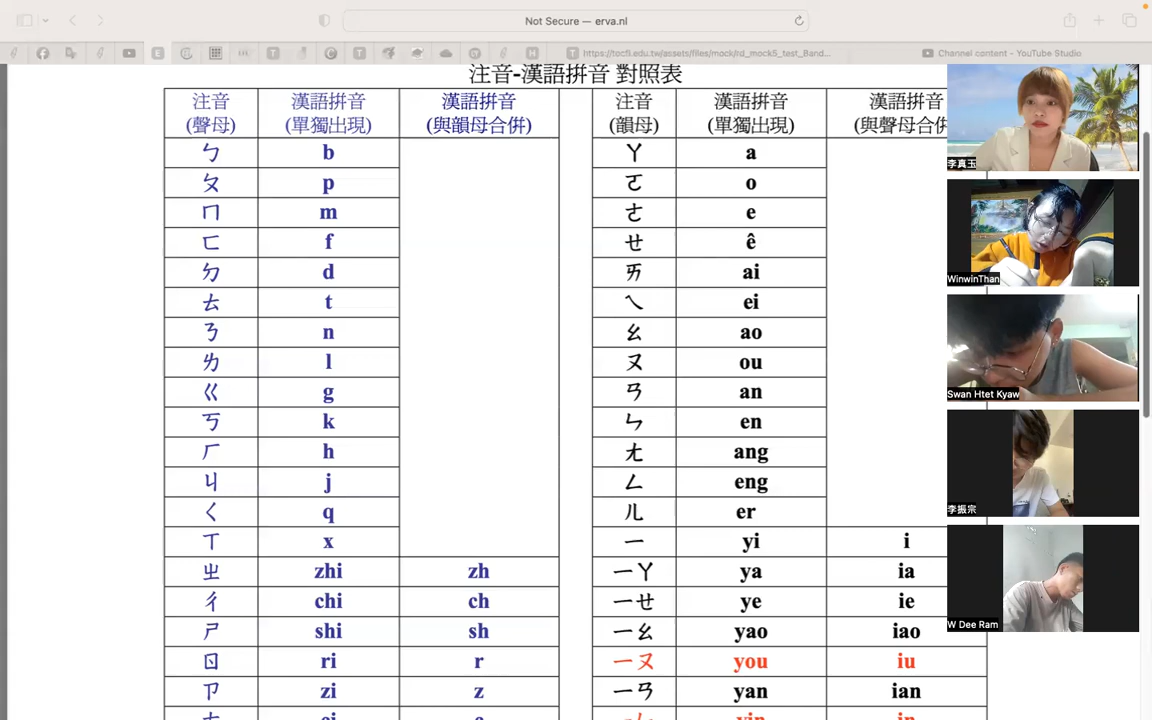 Not Secure — erva.nl
https://tocfl.edu.tw/assets/files/mock/rd_mock5_test_Band...
Channel content - YouTube Studio
注音-漢語拼音 對照表
注音 (聲母) 漢語拼音 (單獨出現) 漢語拼音 (與韻母合併) 注音 (韻母) 漢語拼音 (單獨出現) 漢語拼音 (與聲母合併
ㄅ b ㄚ a
ㄆ p ㄛ o
ㄇ m ㄜ e
ㄈ f ㄝ ê
ㄉ d ㄞ ai
ㄊ t ㄟ ei
ㄋ n ㄠ ao
ㄌ l ㄡ ou
ㄍ g ㄢ an
ㄎ k ㄣ en
ㄏ h ㄤ ang
ㄐ j ㄥ eng
ㄑ q ㄦ er
ㄒ x ㄧ yi i
ㄓ zhi zh ㄧㄚ ya ia
ㄔ chi ch ㄧㄝ ye ie
ㄕ shi sh ㄧㄠ yao iao
ㄖ ri r ㄧㄡ you iu
ㄗ zi z ㄧㄢ yan ian
李真玉
WinwinThan
Swan Htet Kyaw
李振宗
W Dee Ram